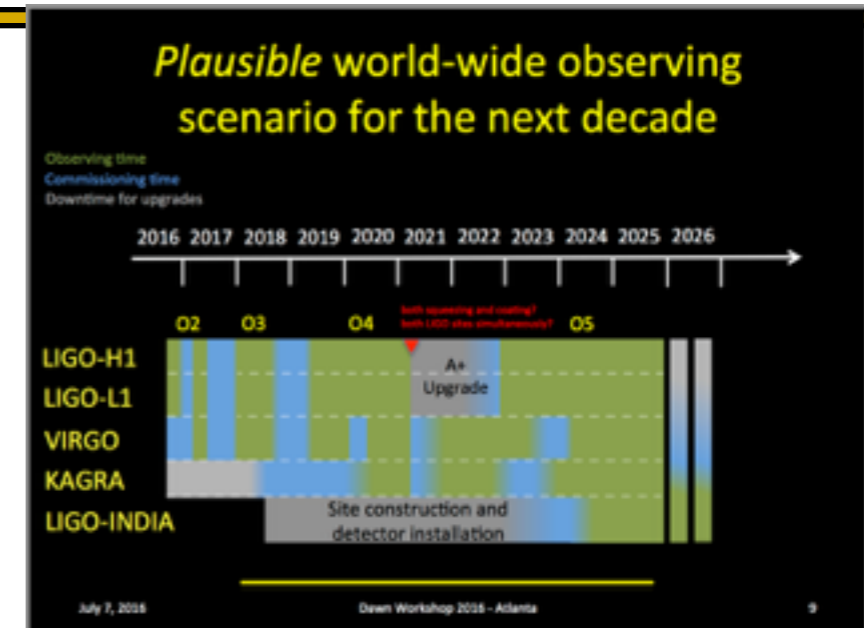 Plausible world-wide observing
scenario for the next decade
Observing time
Commissioning time
Downtime for upgrades
2016 2017 2018 2019 2020 2021 2022 2023 2024 2025 2026
both squeezing and coating?
both LIGO sites simultaneously?
O2 O3 O4 O5
LIGO-H1
A+
Upgrade
LIGO-L1
VIRGO
KAGRA
LIGO-INDIA
Site construction and
detector installation
July 7, 2016
Dawn Workshop 2016 - Atlanta
9